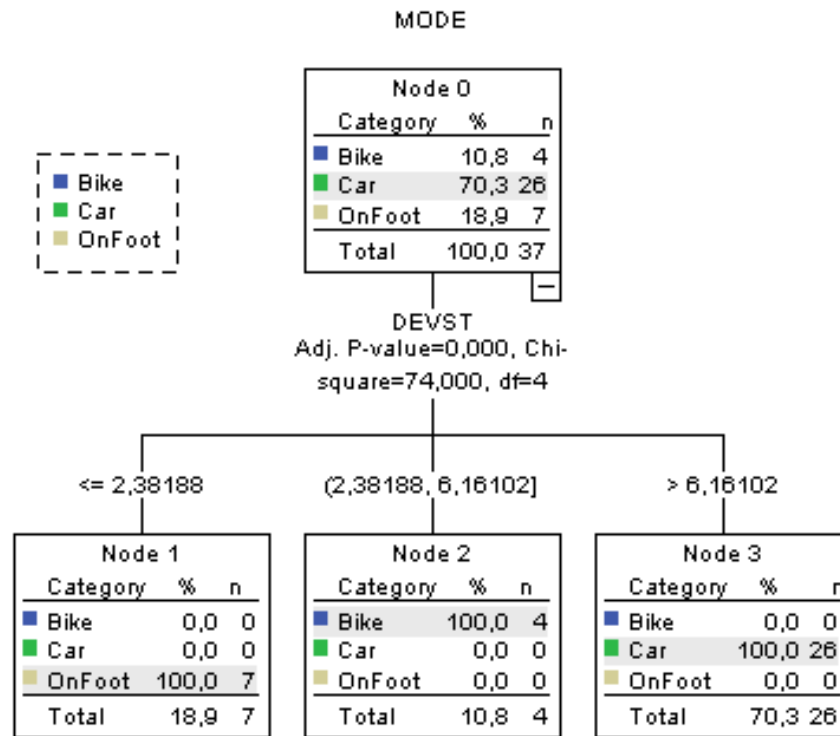 MODE
Node 0
Category % n
Bike 10,8 4
Car 70,3 26
OnFoot 18,9 7
Total 100,0 37
Bike
Car
OnFoot
DEVST
Adj. P-value=0,000, Chi-
square=74,000, df=4
<= 2,38188
(2,38188, 6,16102]
> 6,16102
Node 1
Category % n
Bike 0,0 0
Car 0,0 0
OnFoot 100,0 7
Total 18,9 7
Node 2
Category % n
Bike 100,0 4
Car 0,0 0
OnFoot 0,0 0
Total 10,8 4
Node 3
Category % n
Bike 0,0 0
Car 100,0 26
OnFoot 0,0 0
Total 70,3 26